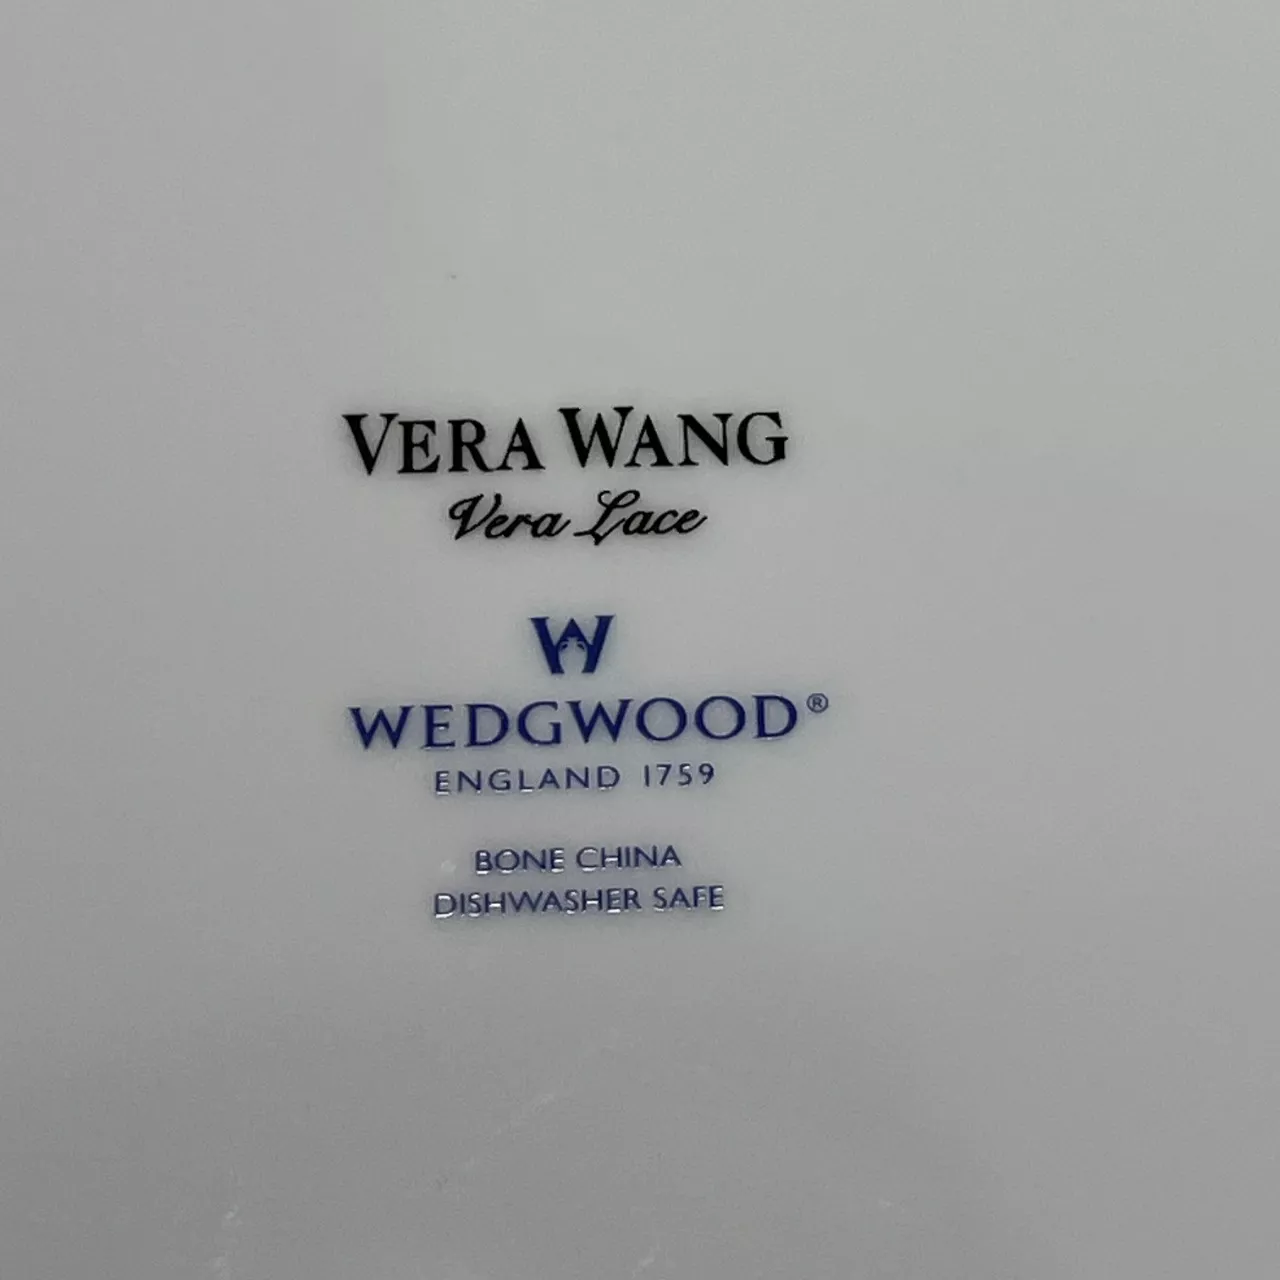 VERA WANG
Vera Lace
W
WEDGWOOD®
ENGLAND 1759
BONE CHINA
DISHWASHER SAFE